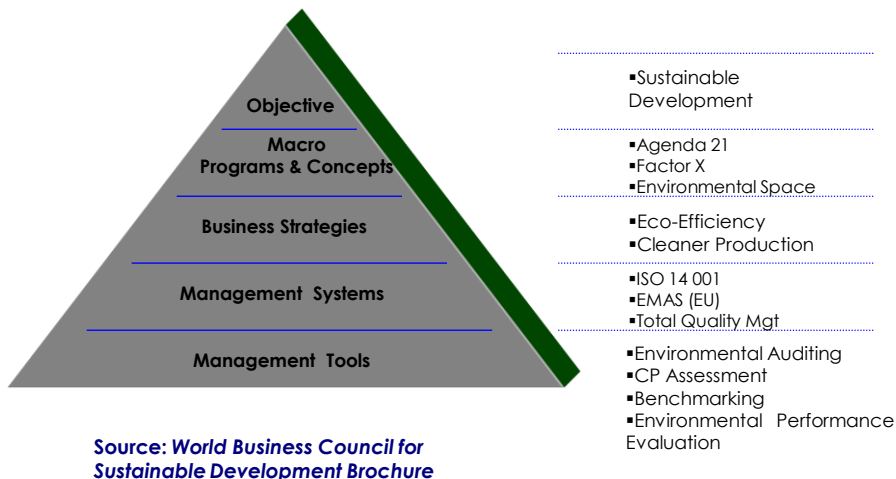 Objective
Macro
Programs & Concepts
Business Strategies
Management Systems
Management Tools
▪Sustainable
Development
▪Agenda 21
▪Factor X
▪Environmental Space
▪Eco-Efficiency
▪Cleaner Production
▪ISO 14 001
▪EMAS (EU)
▪Total Quality Mgt
▪Environmental Auditing
▪CP Assessment
▪Benchmarking
▪Environmental Performance
Evaluation
Source: World Business Council for
Sustainable Development Brochure